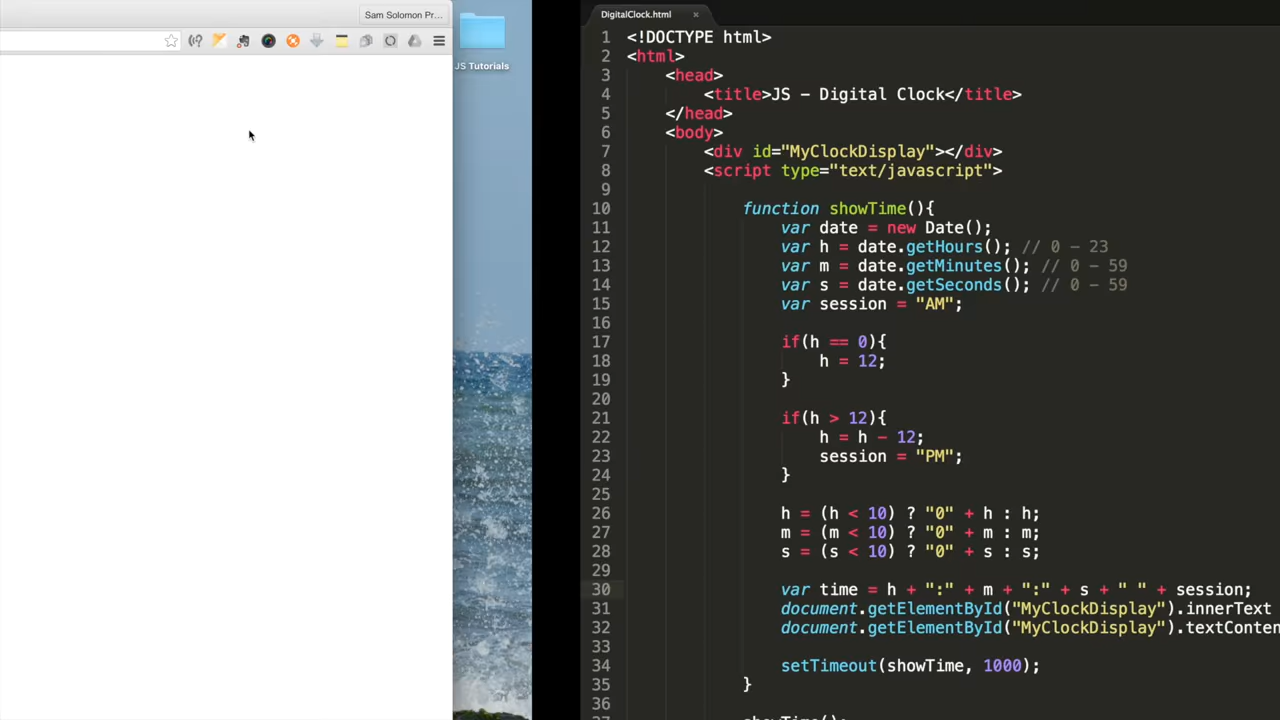 Sam Solomon Pr...
JS Tutorials
DigitalClock.html
1 <!DOCTYPE html>
2 <html>
3 <head>
4 <title>JS - Digital Clock</title>
5 </head>
6 <body>
7 <div id="MyClockDisplay"></div>
8 <script type="text/javascript">
9
10 function showTime(){
11 var date = new Date();
12 var h = date.getHours(); // 0 - 23
13 var m = date.getMinutes(); // 0 - 59
14 var s = date.getSeconds(); // 0 - 59
15 var session = "AM";
16
17 if(h == 0){
18 h = 12;
19 }
20
21 if(h > 12){
22 h = h - 12;
23 session = "PM";
24 }
25
26 h = (h < 10) ? "0" + h : h;
27 m = (m < 10) ? "0" + m : m;
28 s = (s < 10) ? "0" + s : s;
29
30 var time = h + ":" + m + ":" + s + " " + session;
31 document.getElementById("MyClockDisplay").innerText
32 document.getElementById("MyClockDisplay").textConten
33
34 setTimeout(showTime, 1000);
35 }
36
showTime();